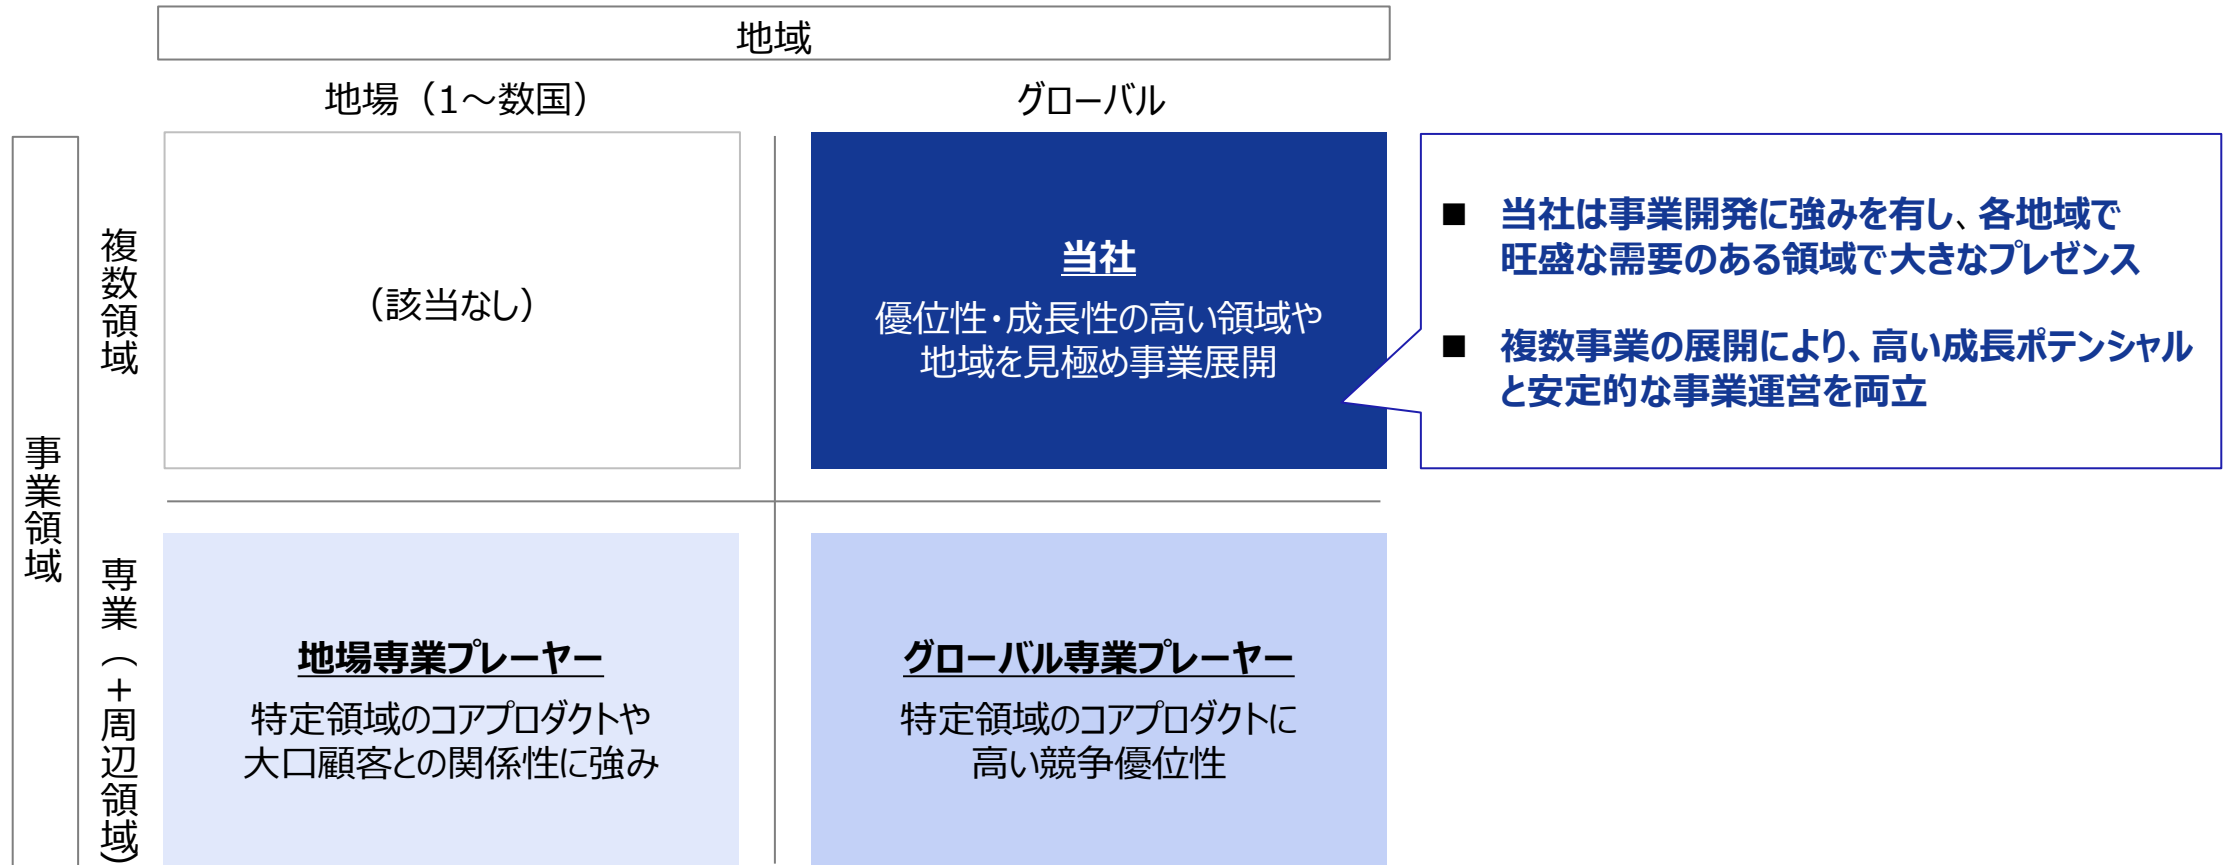 地域
地場（1～数国）
グローバル
事業領域
複数領域
（該当なし）
当社
優位性・成長性の高い領域や
地域を見極め事業展開
■ 当社は事業開発に強みを有し、各地域で
旺盛な需要のある領域で大きなプレゼンス
■ 複数事業の展開により、高い成長ポテンシャル
と安定的な事業運営を両立
専業（＋周辺領域）
地場専業プレーヤー
特定領域のコアプロダクトや
大口顧客との関係性に強み
グローバル専業プレーヤー
特定領域のコアプロダクトに
高い競争優位性